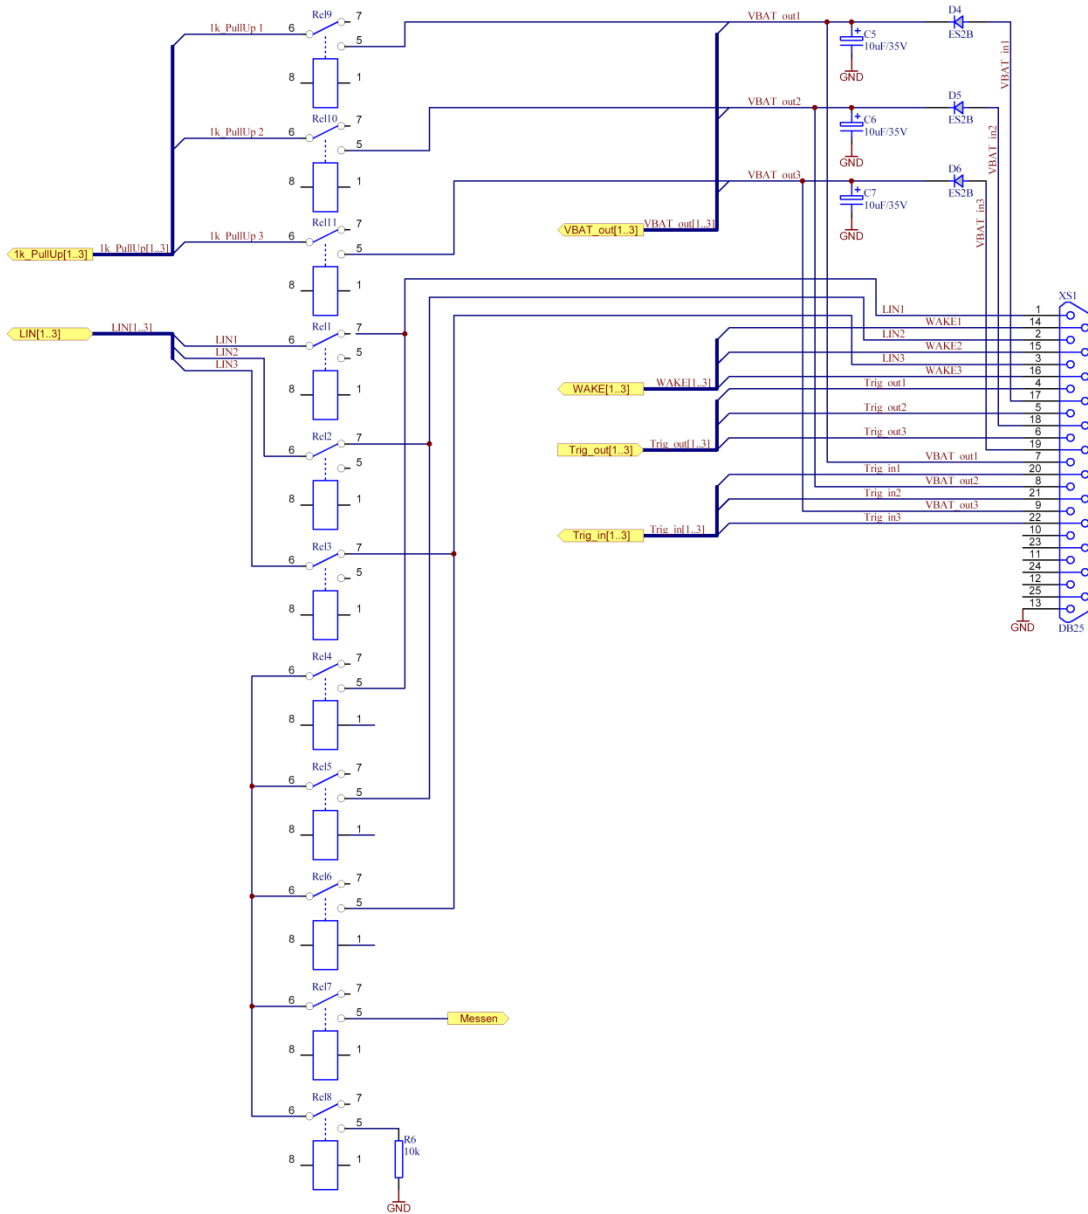 Rel9
7
1k_PullUp 1
6
5
8
1
Rel10
7
1k_PullUp 2
6
5
8
1
Rel11
7
1k_PullUp 3
6
5
8
1
1k_PullUp[1..3]
1k_PullUp[1..3]
VBAT_out1
D4
ES2B
C5
10uF/35V
GND
VBAT_in1
VBAT_out2
D5
ES2B
C6
10uF/35V
GND
VBAT_in2
VBAT_out3
D6
ES2B
C7
10uF/35V
GND
VBAT_in3
VBAT_out[1..3]
VBAT_out[1..3]
LIN[1..3]
LIN[1..3]
LIN1
LIN2
LIN3
Rel1
7
6
5
8
1
Rel2
7
6
5
8
1
Rel3
7
6
5
8
1
Rel4
7
6
5
8
1
Rel5
7
6
5
8
1
Rel6
7
6
5
8
1
Rel7
7
6
5
Messen
8
1
Rel8
7
6
5
8
1
R6
10k
GND
WAKE[1..3]
WAKE[1..3]
Trig_out[1..3]
Trig_out[1..3]
Trig_in[1..3]
Trig_in[1..3]
XS1
LIN1
1
WAKE1
14
LIN2
2
WAKE2
15
LIN3
3
WAKE3
16
Trig_out1
4
17
Trig_out2
5
18
Trig_out3
6
19
VBAT_out1
7
Trig_in1
20
VBAT_out2
8
Trig_in2
21
VBAT_out3
9
Trig_in3
22
10
23
11
24
12
25
13
GND
DB25